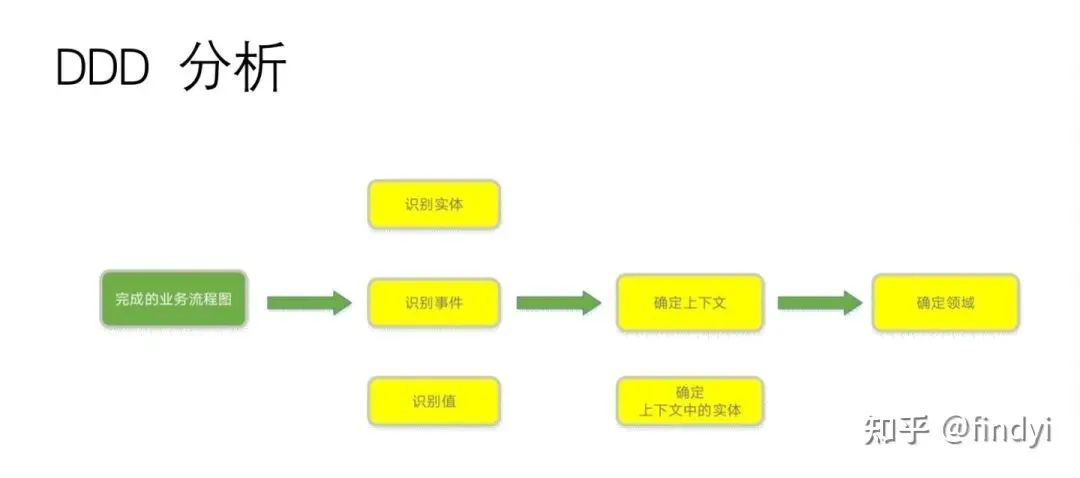 DDD 分析
识别实体
完成的业务流程图
识别事件
确定上下文
确定领域
识别值
确定
上下文中的实体
知乎 @findyi